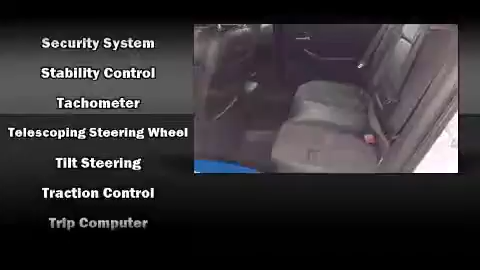 Security System
Stability Control
Tachometer
Telescoping Steering Wheel
Tilt Steering
Traction Control
Trip Computer